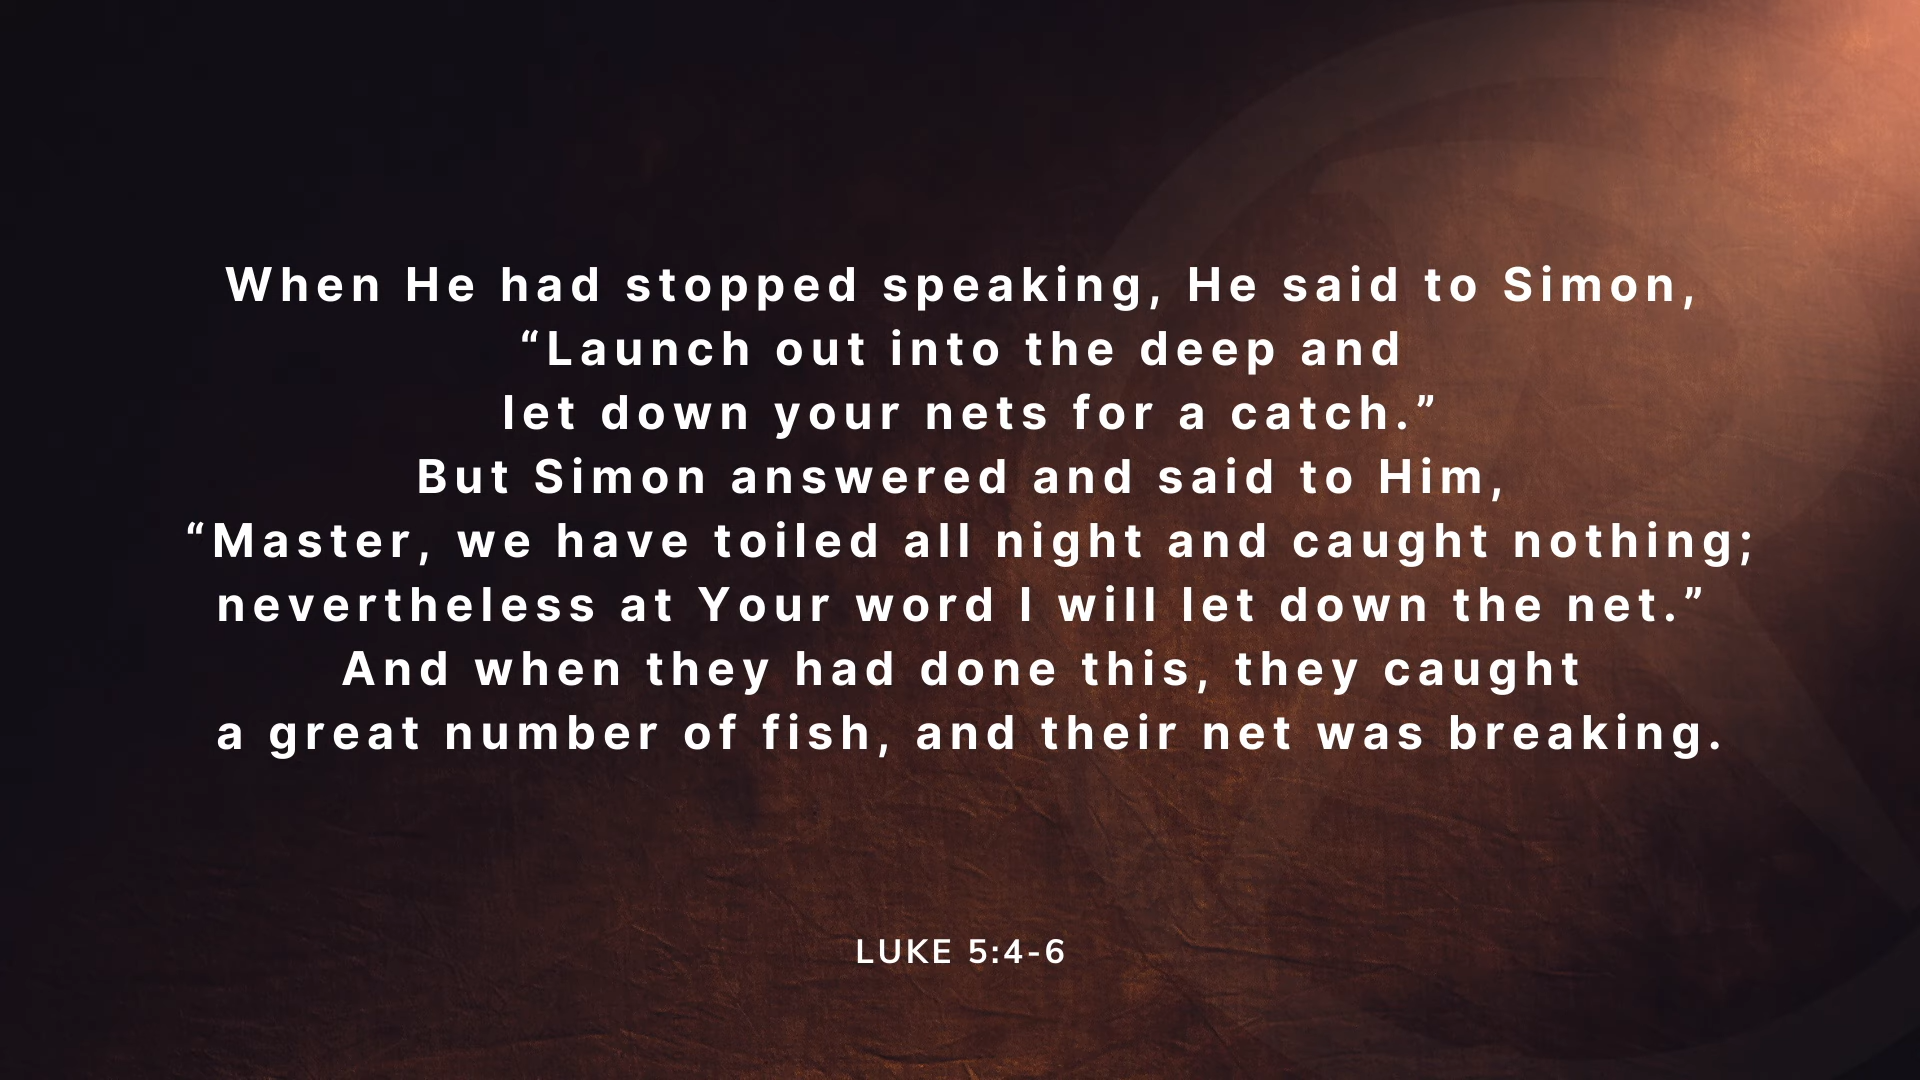 When He had stopped speaking, He said to Simon,
“Launch out into the deep and
let down your nets for a catch.”
But Simon answered and said to Him,
“Master, we have toiled all night and caught nothing;
nevertheless at Your word I will let down the net.”
And when they had done this, they caught
a great number of fish, and their net was breaking.
LUKE 5:4-6